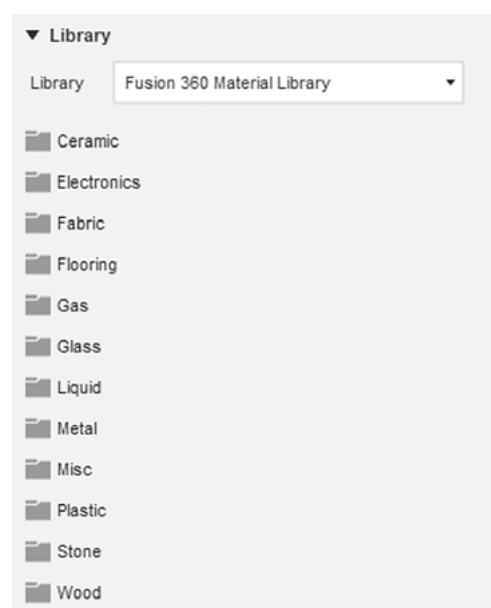 Library
Library Fusion 360 Material Library
Ceramic
Electronics
Fabric
Flooring
Gas
Glass
Liquid
Metal
Misc
Plastic
Stone
Wood